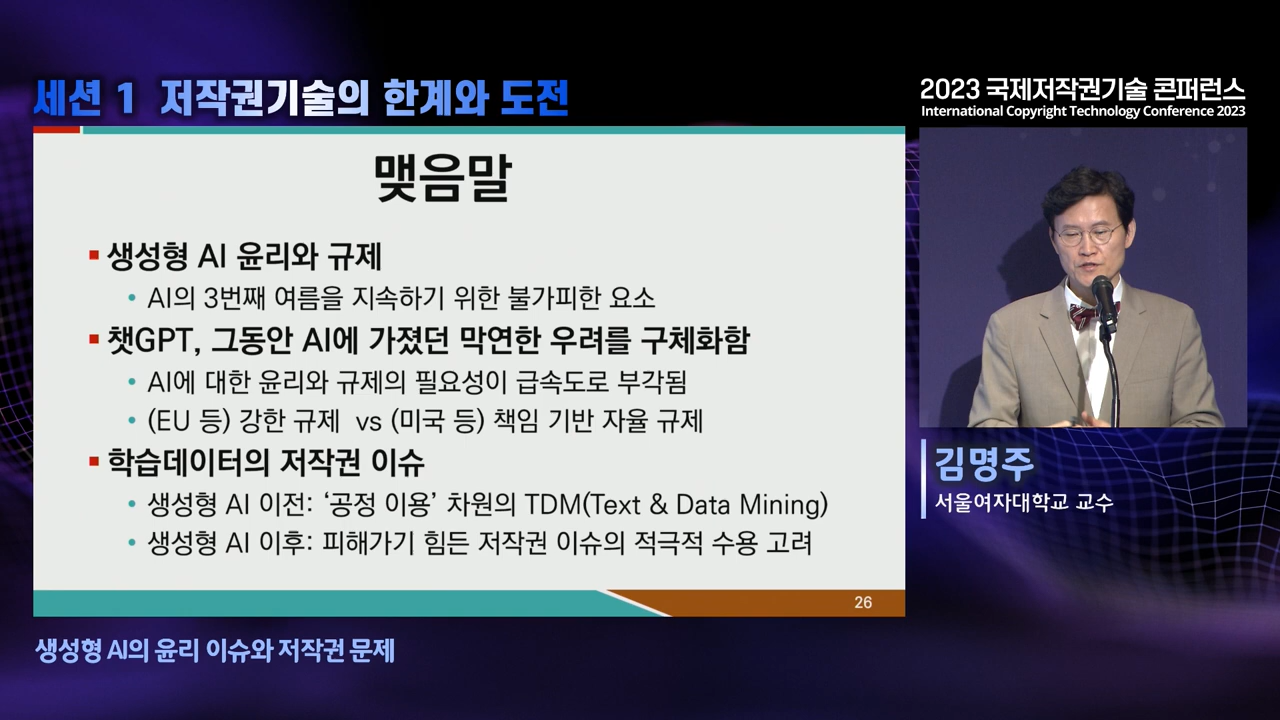 세션 1 저작권기술의 한계와 도전
2023 국제저작권기술 콘퍼런스
International Copyright Technology Conference 2023
맺음말
생성형 AI 윤리와 규제
AI의 3번째 여름을 지속하기 위한 불가피한 요소
챗GPT, 그동안 AI에 가졌던 막연한 우려를 구체화함
AI에 대한 윤리와 규제의 필요성이 급속도로 부각됨
(EU 등) 강한 규제 vs (미국 등) 책임 기반 자율 규제
학습데이터의 저작권 이슈
생성형 AI 이전: ‘공정 이용’ 차원의 TDM(Text & Data Mining)
생성형 AI 이후: 피해가기 힘든 저작권 이슈의 적극적 수용 고려
26
김명주
서울여자대학교 교수
생성형 AI의 윤리 이슈와 저작권 문제